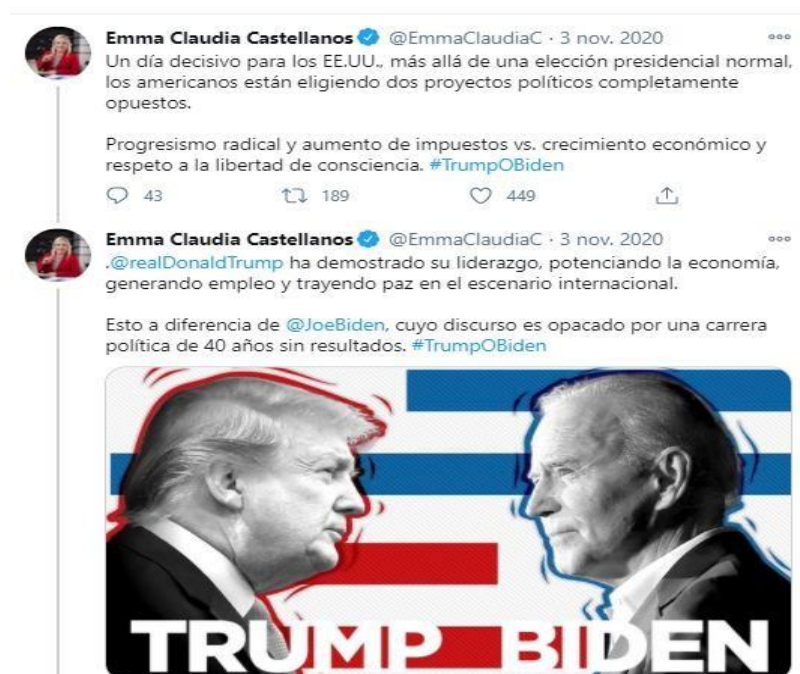 Emma Claudia Castellanos @EmmaClaudiaC · 3 nov. 2020
Un día decisivo para los EE.UU., más allá de una elección presidencial normal,
los americanos están eligiendo dos proyectos políticos completamente
opuestos.
Progresismo radical y aumento de impuestos vs. crecimiento económico y
respeto a la libertad de consciencia. #TrumpOBiden
43 189 449
Emma Claudia Castellanos @EmmaClaudiaC · 3 nov. 2020
.@realDonaldTrump ha demostrado su liderazgo, potenciando la economía,
generando empleo y trayendo paz en el escenario internacional.
Esto a diferencia de @JoeBiden, cuyo discurso es opacado por una carrera
política de 40 años sin resultados. #TrumpOBiden
TRUMP BIDEN